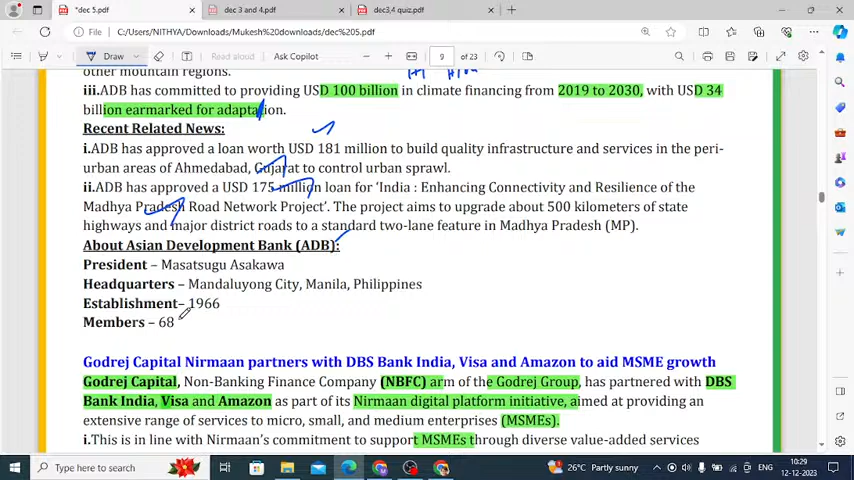 *dec 5.pdf
dec 3 and 4.pdf
dec3,4 quiz.pdf
File
C:/Users/NITHYA/Downloads/Mukesh%20downloads/dec%205.pdf
Draw
Ask Copilot
9
of 23
other mountain regions.
iii.ADB has committed to providing USD 100 billion in climate financing from 2019 to 2030, with USD 34
billion earmarked for adaptation.
Recent Related News:
i.ADB has approved a loan worth USD 181 million to build quality infrastructure and services in the peri-
urban areas of Ahmedabad, Gujarat to control urban sprawl.
ii.ADB has approved a USD 175 million loan for ‘India : Enhancing Connectivity and Resilience of the
Madhya Pradesh Road Network Project’. The project aims to upgrade about 500 kilometers of state
highways and major district roads to a standard two-lane feature in Madhya Pradesh (MP).
About Asian Development Bank (ADB):
President – Masatsugu Asakawa
Headquarters – Mandaluyong City, Manila, Philippines
Establishment– 1966
Members – 68
Godrej Capital Nirmaan partners with DBS Bank India, Visa and Amazon to aid MSME growth
Godrej Capital, Non-Banking Finance Company (NBFC) arm of the Godrej Group, has partnered with DBS
Bank India, Visa and Amazon as part of its Nirmaan digital platform initiative, aimed at providing an
extensive range of services to micro, small, and medium enterprises (MSMEs).
i.This is in line with Nirmaan’s commitment to support MSMEs through diverse value-added services
Type here to search
26°C Partly sunny
ENG
10:29
12-12-2023